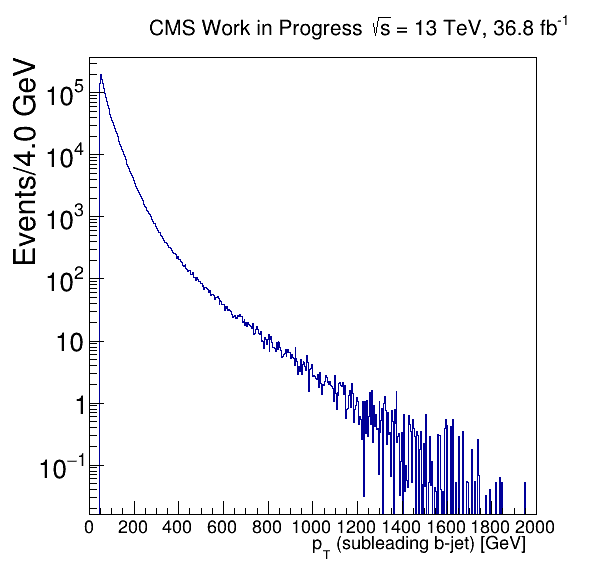 CMS Work in Progress √s = 13 TeV, 36.8 fb⁻¹
Events/4.0 GeV
10⁵
10⁴
10³
10²
10
1
10⁻¹
0 200 400 600 800 1000 1200 1400 1600 1800 2000
p_T (subleading b-jet) [GeV]